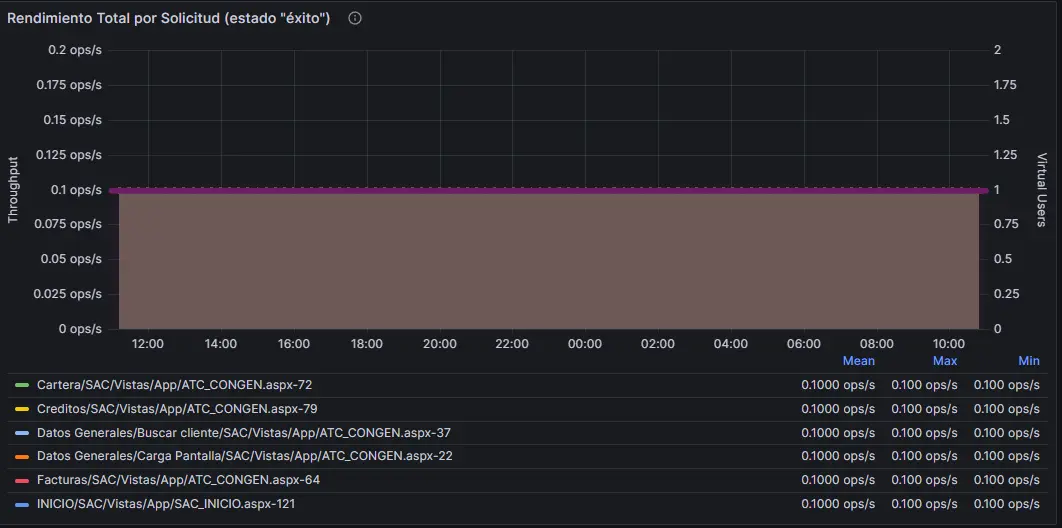 Rendimiento Total por Solicitud (estado "éxito")
0.2 ops/s 2
0.175 ops/s 1.75
0.15 ops/s 1.5
0.125 ops/s 1.25
0.1 ops/s 1
0.075 ops/s 0.75
0.05 ops/s 0.5
0.025 ops/s 0.25
0 ops/s 0
Throughput
Virtual Users
12:00 14:00 16:00 18:00 20:00 22:00 00:00 02:00 04:00 06:00 08:00 10:00
Mean Max Min
Cartera/SAC/Vistas/App/ATC_CONGEN.aspx-72 0.1000 ops/s 0.100 ops/s 0.100 ops/s
Creditos/SAC/Vistas/App/ATC_CONGEN.aspx-79 0.1000 ops/s 0.100 ops/s 0.100 ops/s
Datos Generales/Buscar cliente/SAC/Vistas/App/ATC_CONGEN.aspx-37 0.1000 ops/s 0.100 ops/s 0.100 ops/s
Datos Generales/Carga Pantalla/SAC/Vistas/App/ATC_CONGEN.aspx-22 0.1000 ops/s 0.100 ops/s 0.100 ops/s
Facturas/SAC/Vistas/App/ATC_CONGEN.aspx-64 0.1000 ops/s 0.100 ops/s 0.100 ops/s
INICIO/SAC/Vistas/App/SAC_INICIO.aspx-121 0.1000 ops/s 0.100 ops/s 0.100 ops/s